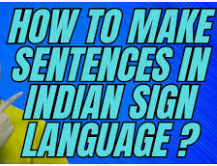 HOW TO MAKE
SENTENCES IN
INDIAN SIGN
LANGUAGE ?